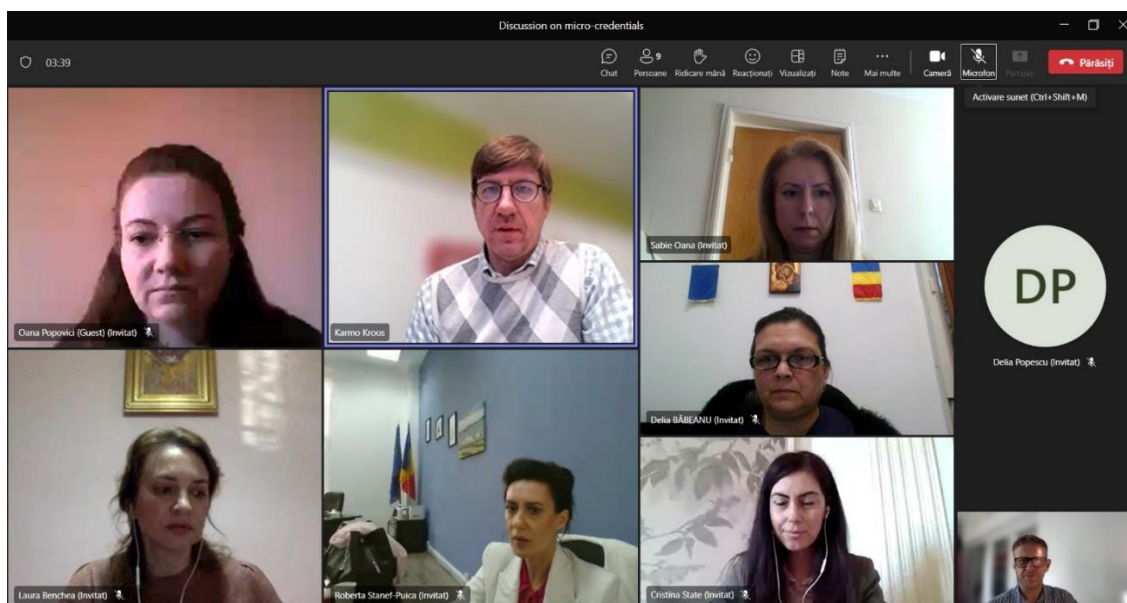 Discussion on micro-credentials
03:39
Chat
9
Persoane
Ridicare mână
Reacționați
Vizualizați
Note
Mai multe
Cameră
Microfon
Partajați
Părăsiți
Activare sunet (Ctrl+Shift+M)
Oana Popovici (Guest) (Invitat)
Karmo Kroos
Sabie Oana (Invitat)
Delia BĂBEANU (Invitat)
DP
Delia Popescu (Invitat)
Laura Benchea (Invitat)
Roberta Stanef-Puica (Invitat)
Cristina State (Invitat)